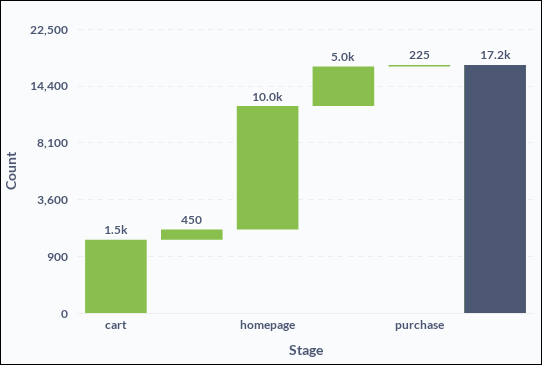 22,500
14,400
8,100
3,600
900
0
Count
1.5k
450
10.0k
5.0k
225
17.2k
cart
homepage
purchase
Stage